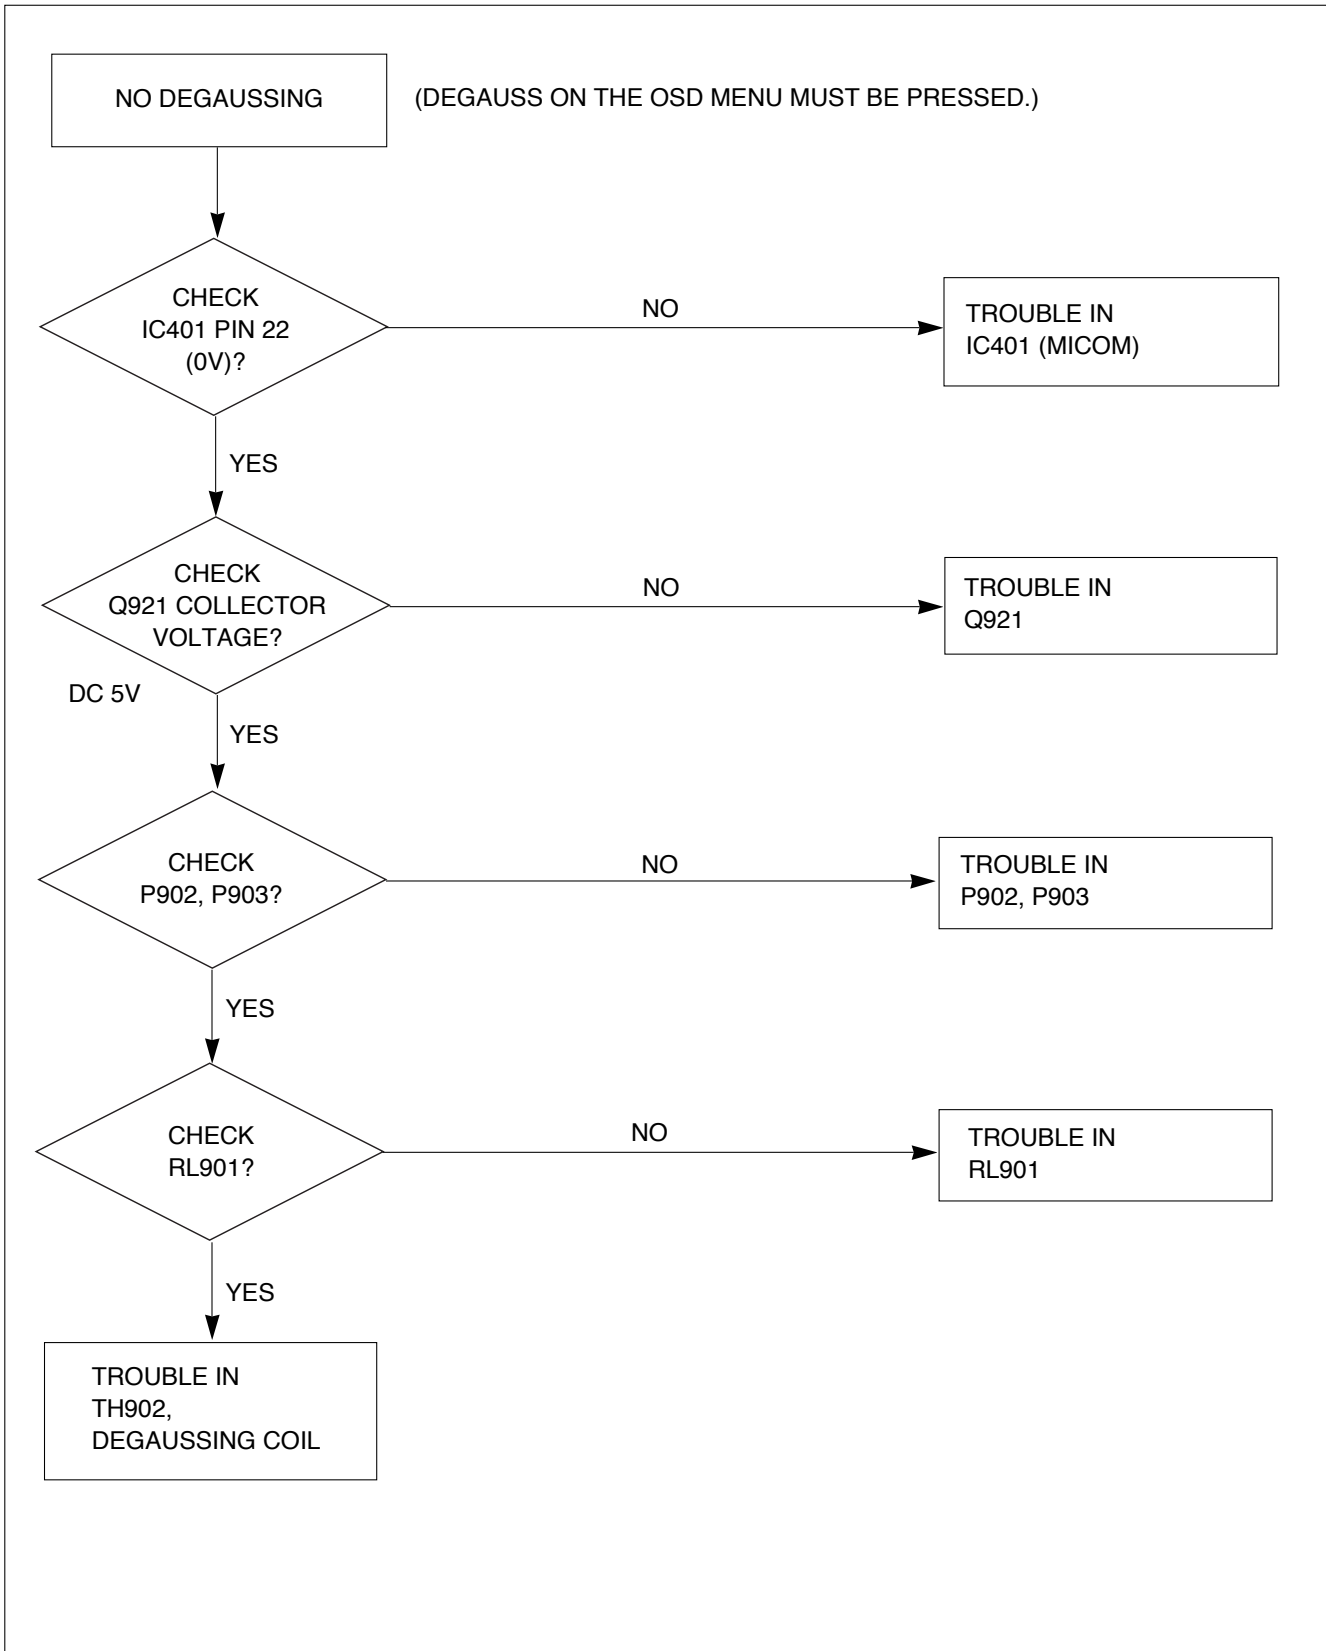 NO DEGAUSSING
(DEGAUSS ON THE OSD MENU MUST BE PRESSED.)
CHECK
IC401 PIN 22
(0V)?
NO
TROUBLE IN
IC401 (MICOM)
YES
CHECK
Q921 COLLECTOR
VOLTAGE?
NO
TROUBLE IN
Q921
DC 5V
YES
CHECK
P902, P903?
NO
TROUBLE IN
P902, P903
YES
CHECK
RL901?
NO
TROUBLE IN
RL901
YES
TROUBLE IN
TH902,
DEGAUSSING COIL